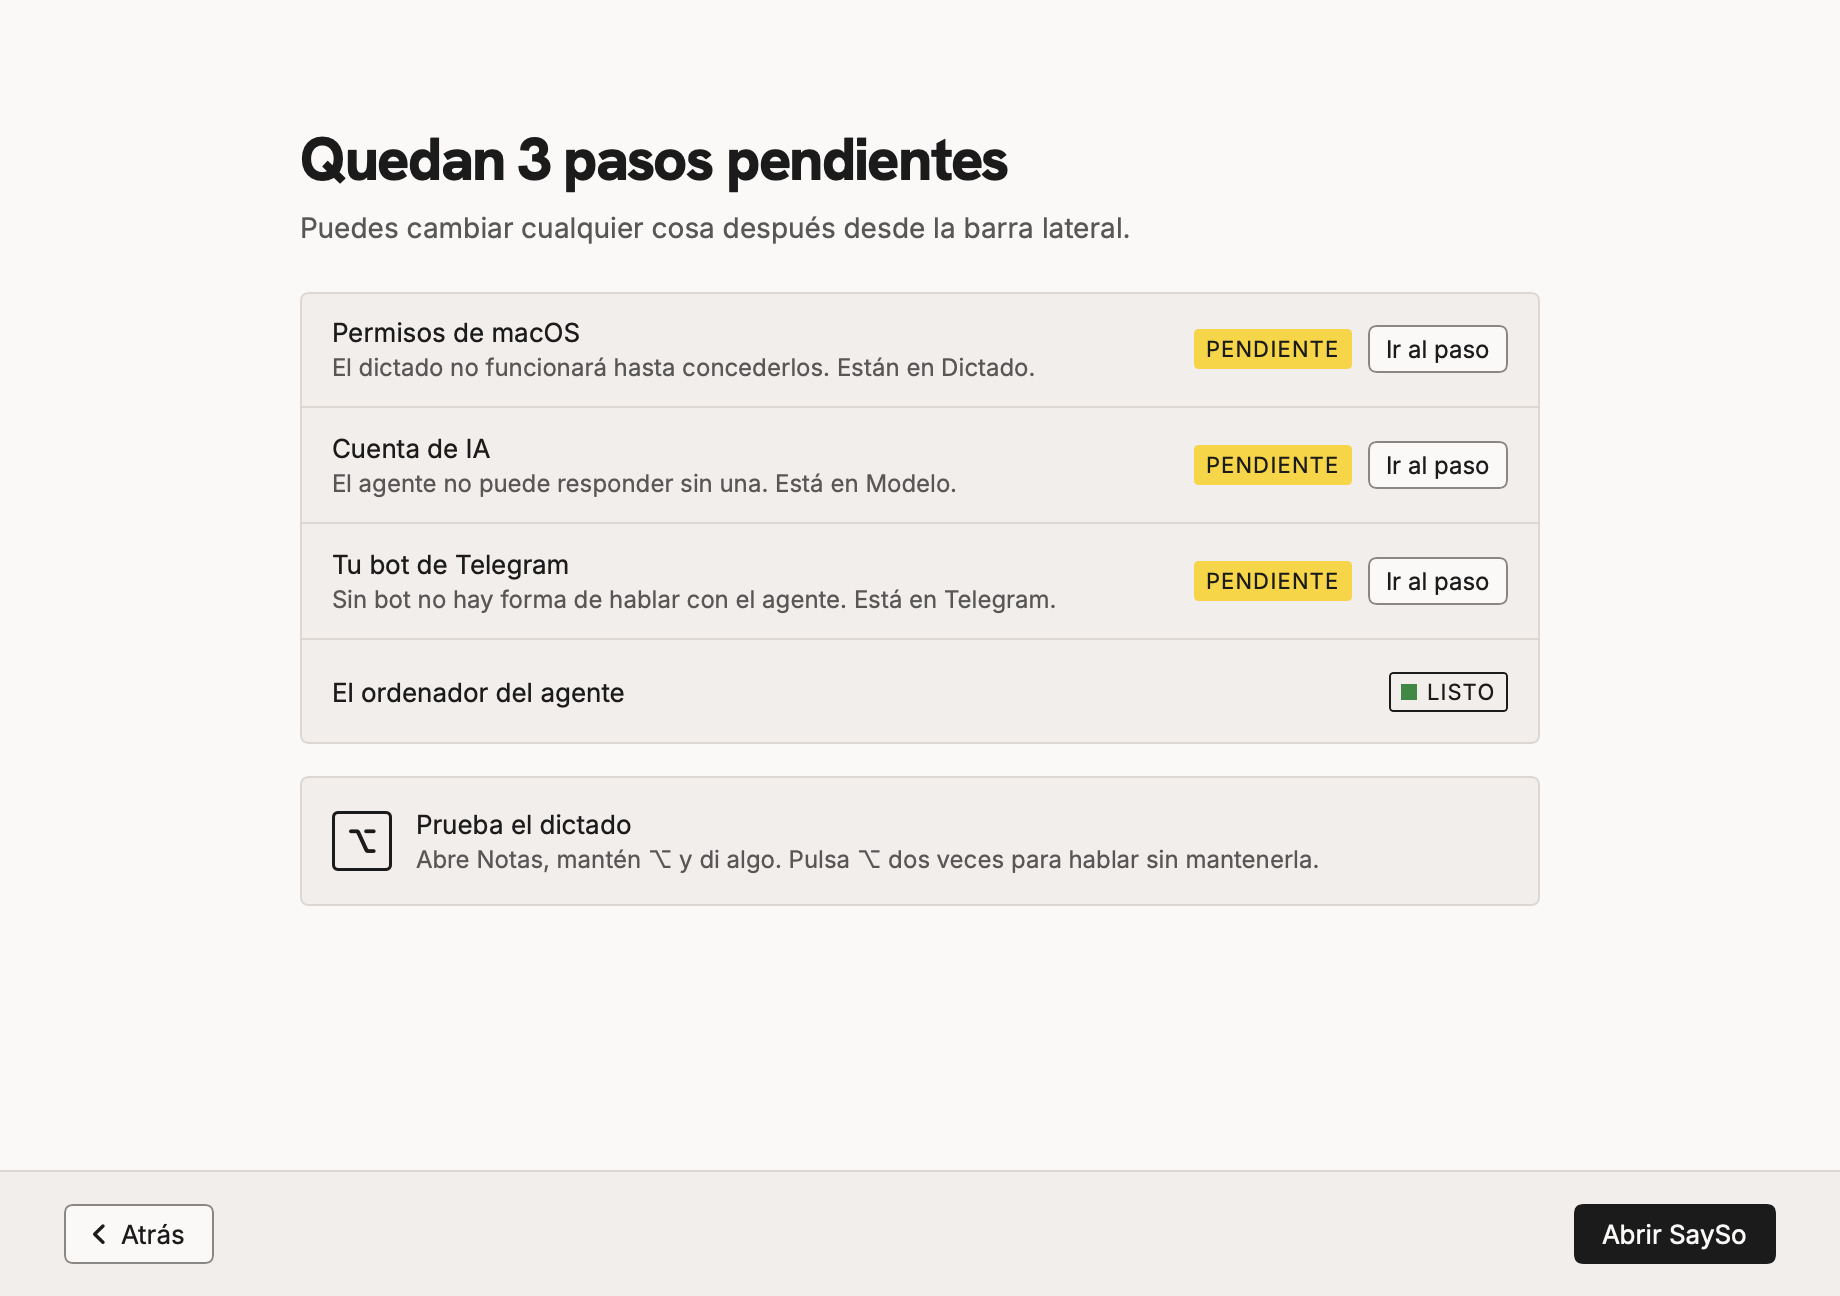 Quedan 3 pasos pendientes
Puedes cambiar cualquier cosa después desde la barra lateral.
Permisos de macOS
El dictado no funcionará hasta concederlos. Están en Dictado.
PENDIENTE
Ir al paso
Cuenta de IA
El agente no puede responder sin una. Está en Modelo.
PENDIENTE
Ir al paso
Tu bot de Telegram
Sin bot no hay forma de hablar con el agente. Está en Telegram.
PENDIENTE
Ir al paso
El ordenador del agente
LISTO
⌥
Prueba el dictado
Abre Notas, mantén ⌥ y di algo. Pulsa ⌥ dos veces para hablar sin mantenerla.
Atrás
Abrir SaySo